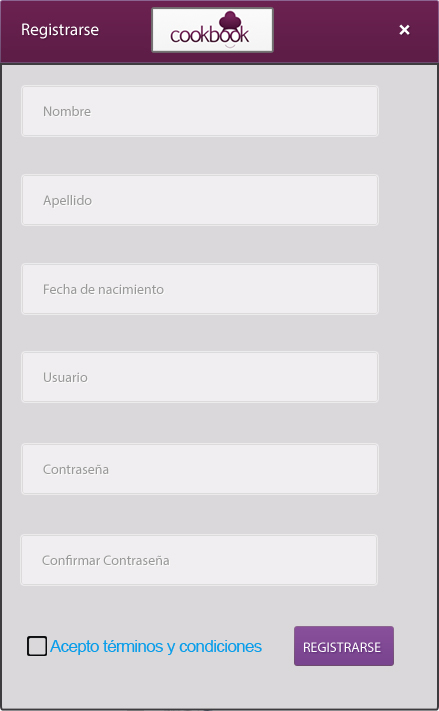 Registrarse
cookbook
×
Nombre
Apellido
Fecha de nacimiento
Usuario
Contraseña
Confirmar Contraseña
Acepto términos y condiciones
REGISTRARSE